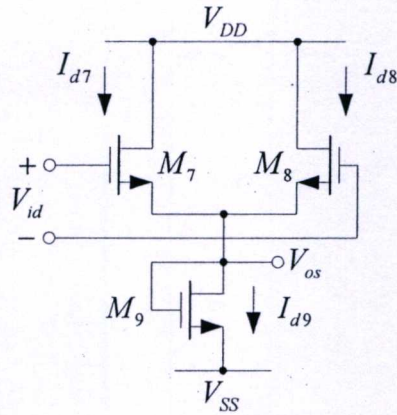 V_DD
I_d7 I_d8
+ M_7 M_8
V_id
−
V_os
M_9 I_d9
V_SS